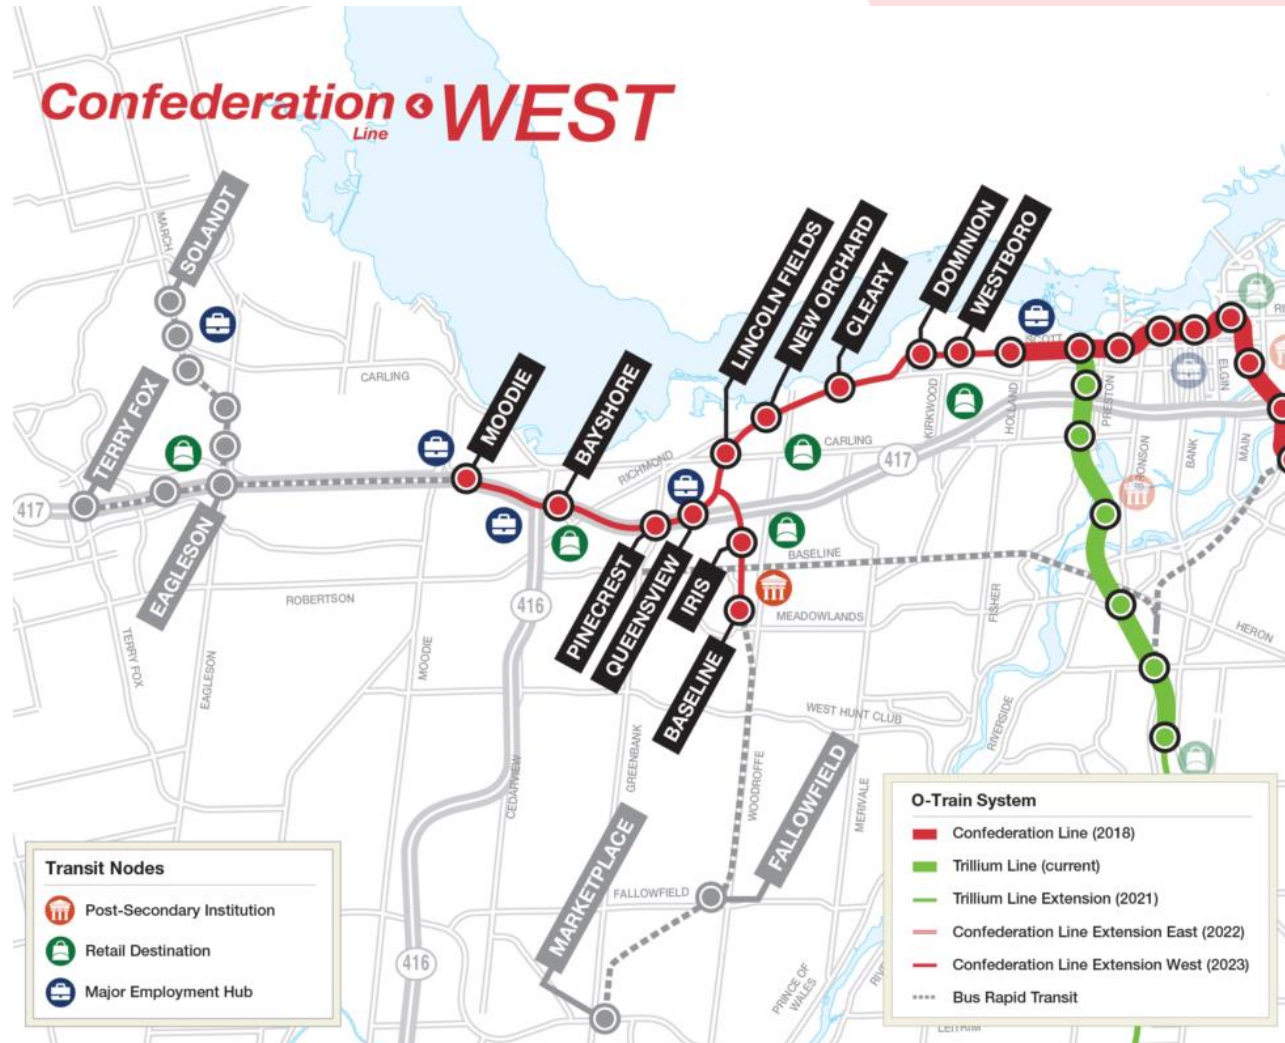 Confederation WEST
Line
SOLANDT
MARCH
TERRY FOX
EAGLESON
MOODIE
BAYSHORE
LINCOLN FIELDS
NEW ORCHARD
CLEARY
DOMINION
WESTBORO
PINECREST
QUEENSVIEW
IRIS
BASELINE
MARKETPLACE
FALLOWFIELD
CARLING
RICHMOND
CARLING
SCOTT
KIRKWOOD
HOLLAND
PRESTON
BRONSON
BANK
ELGIN
MAIN
417
417
416
416
BASELINE
MEADOWLANDS
ROBERTSON
TERRY FOX
EAGLESON
MOODIE
CEDARVIEW
GREENBANK
WOODROFFE
MERIVALE
WEST HUNT CLUB
FISHER
RIVERSIDE
HERON
FALLOWFIELD
PRINCE OF
WALES
LEITRIM
Transit Nodes
Post-Secondary Institution
Retail Destination
Major Employment Hub
O-Train System
Confederation Line (2018)
Trillium Line (current)
Trillium Line Extension (2021)
Confederation Line Extension East (2022)
Confederation Line Extension West (2023)
Bus Rapid Transit